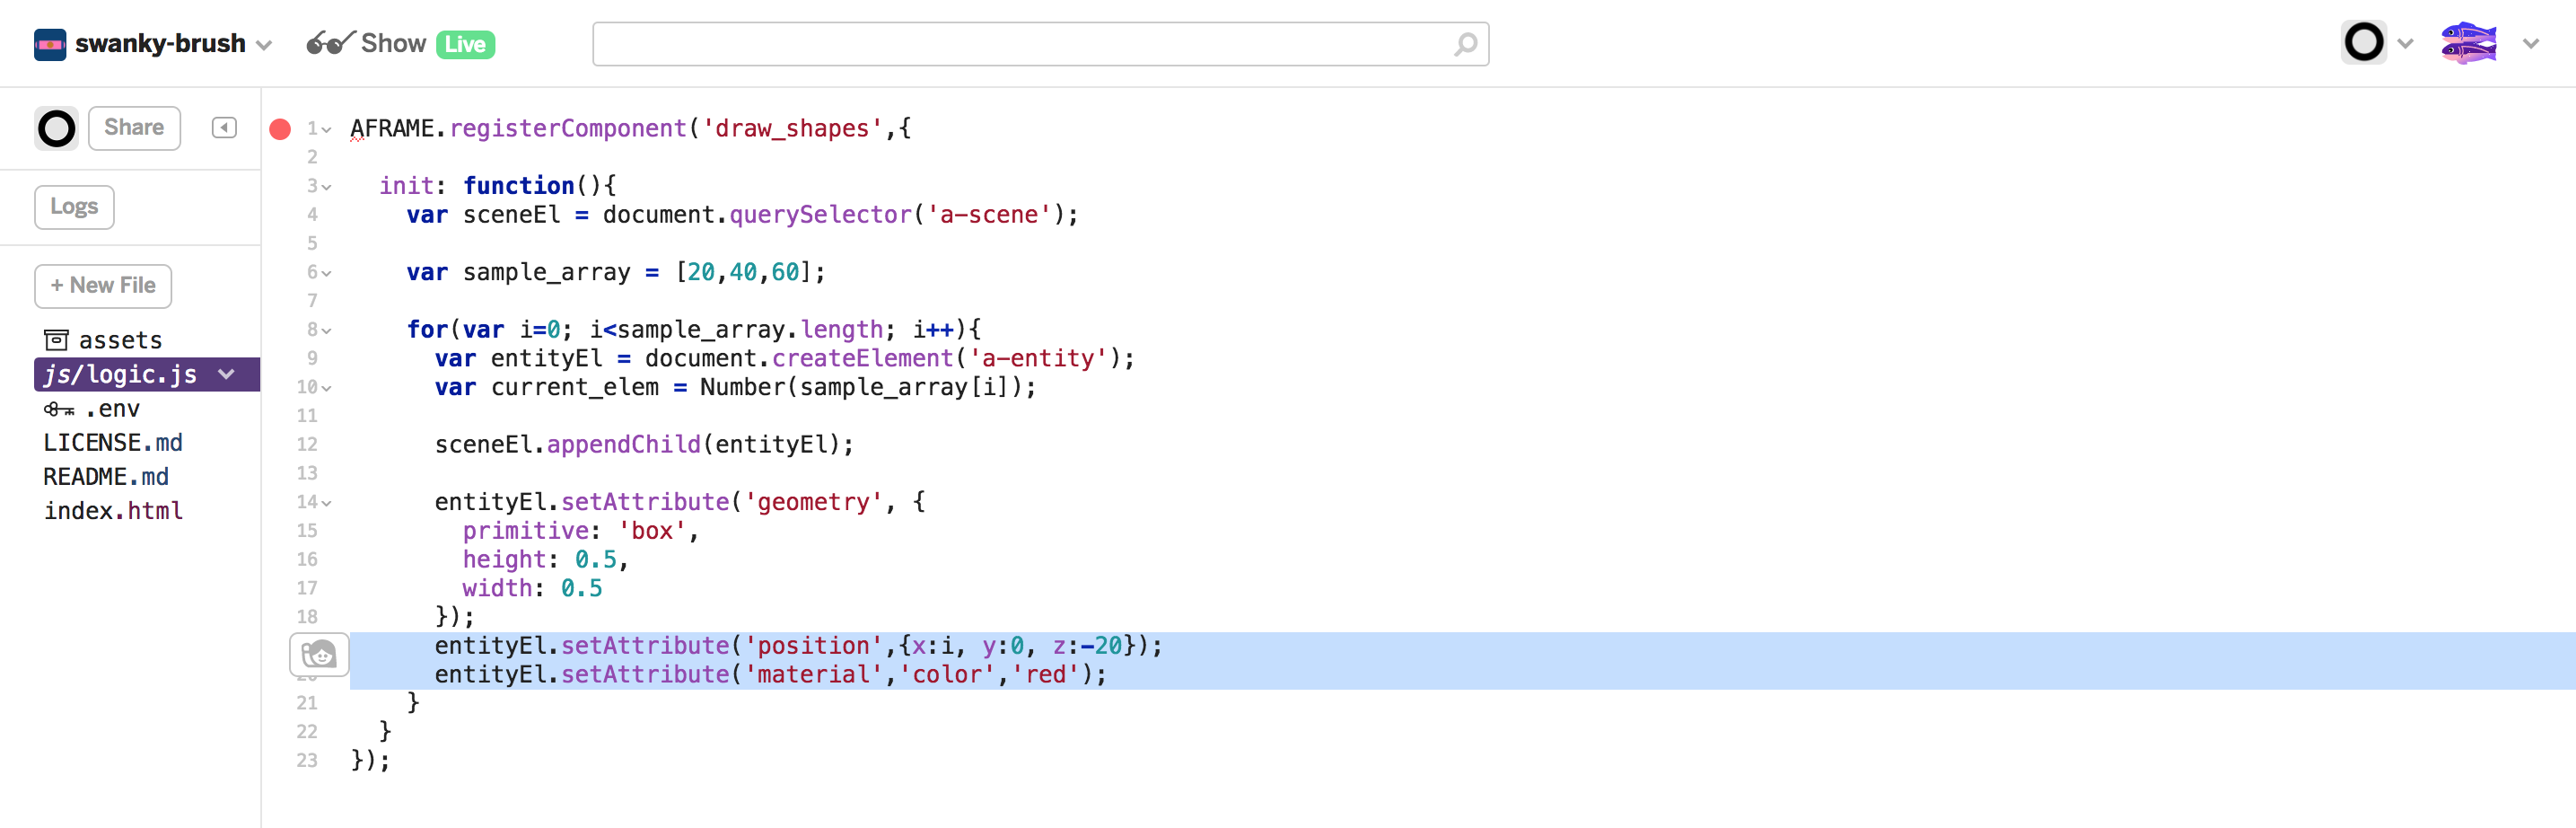 swanky-brush Show Live
Share
Logs
+ New File
assets
js/logic.js
.env
LICENSE.md
README.md
index.html
1 AFRAME.registerComponent('draw_shapes',{
2
3 init: function(){
4 var sceneEl = document.querySelector('a-scene');
5
6 var sample_array = [20,40,60];
7
8 for(var i=0; i<sample_array.length; i++){
9 var entityEl = document.createElement('a-entity');
10 var current_elem = Number(sample_array[i]);
11
12 sceneEl.appendChild(entityEl);
13
14 entityEl.setAttribute('geometry', {
15 primitive: 'box',
16 height: 0.5,
17 width: 0.5
18 });
entityEl.setAttribute('position',{x:i, y:0, z:-20});
entityEl.setAttribute('material','color','red');
21 }
22 }
23 });